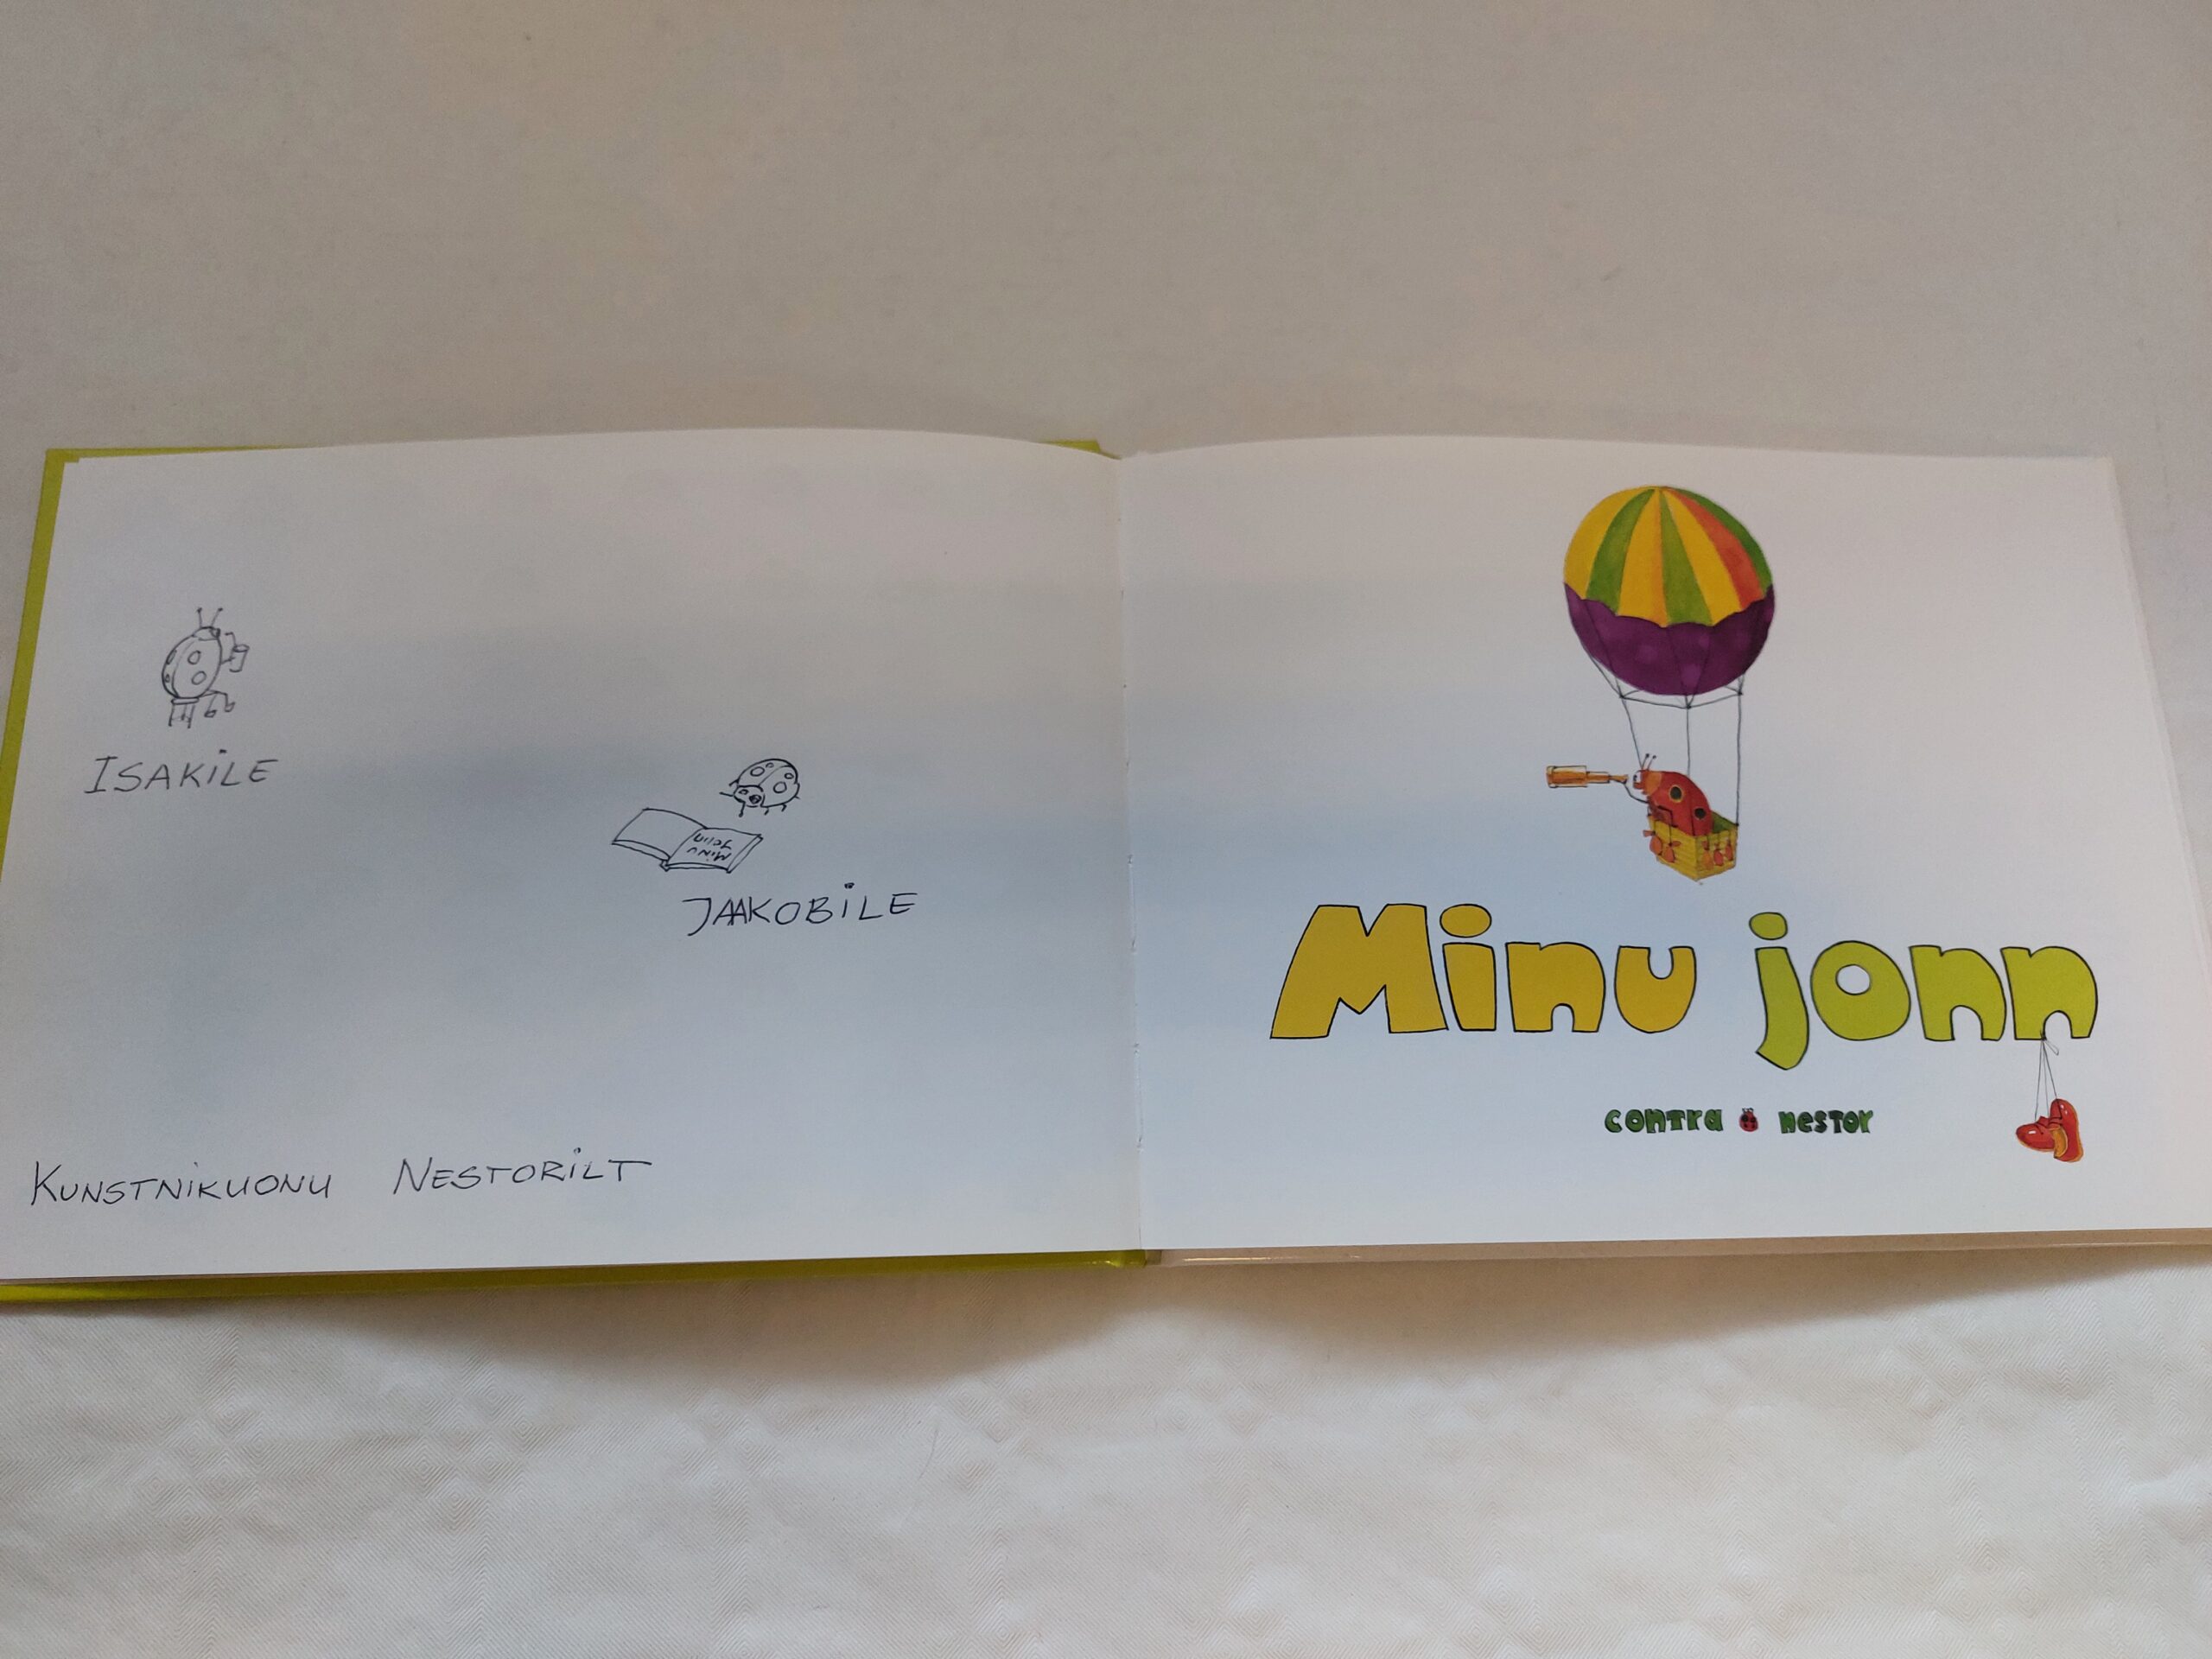 ISAKiLE
MiNU
JONN
JAAKOBiLE
KUNSTNiKUONU NESTORiLT
Minu jonn
contra nestor